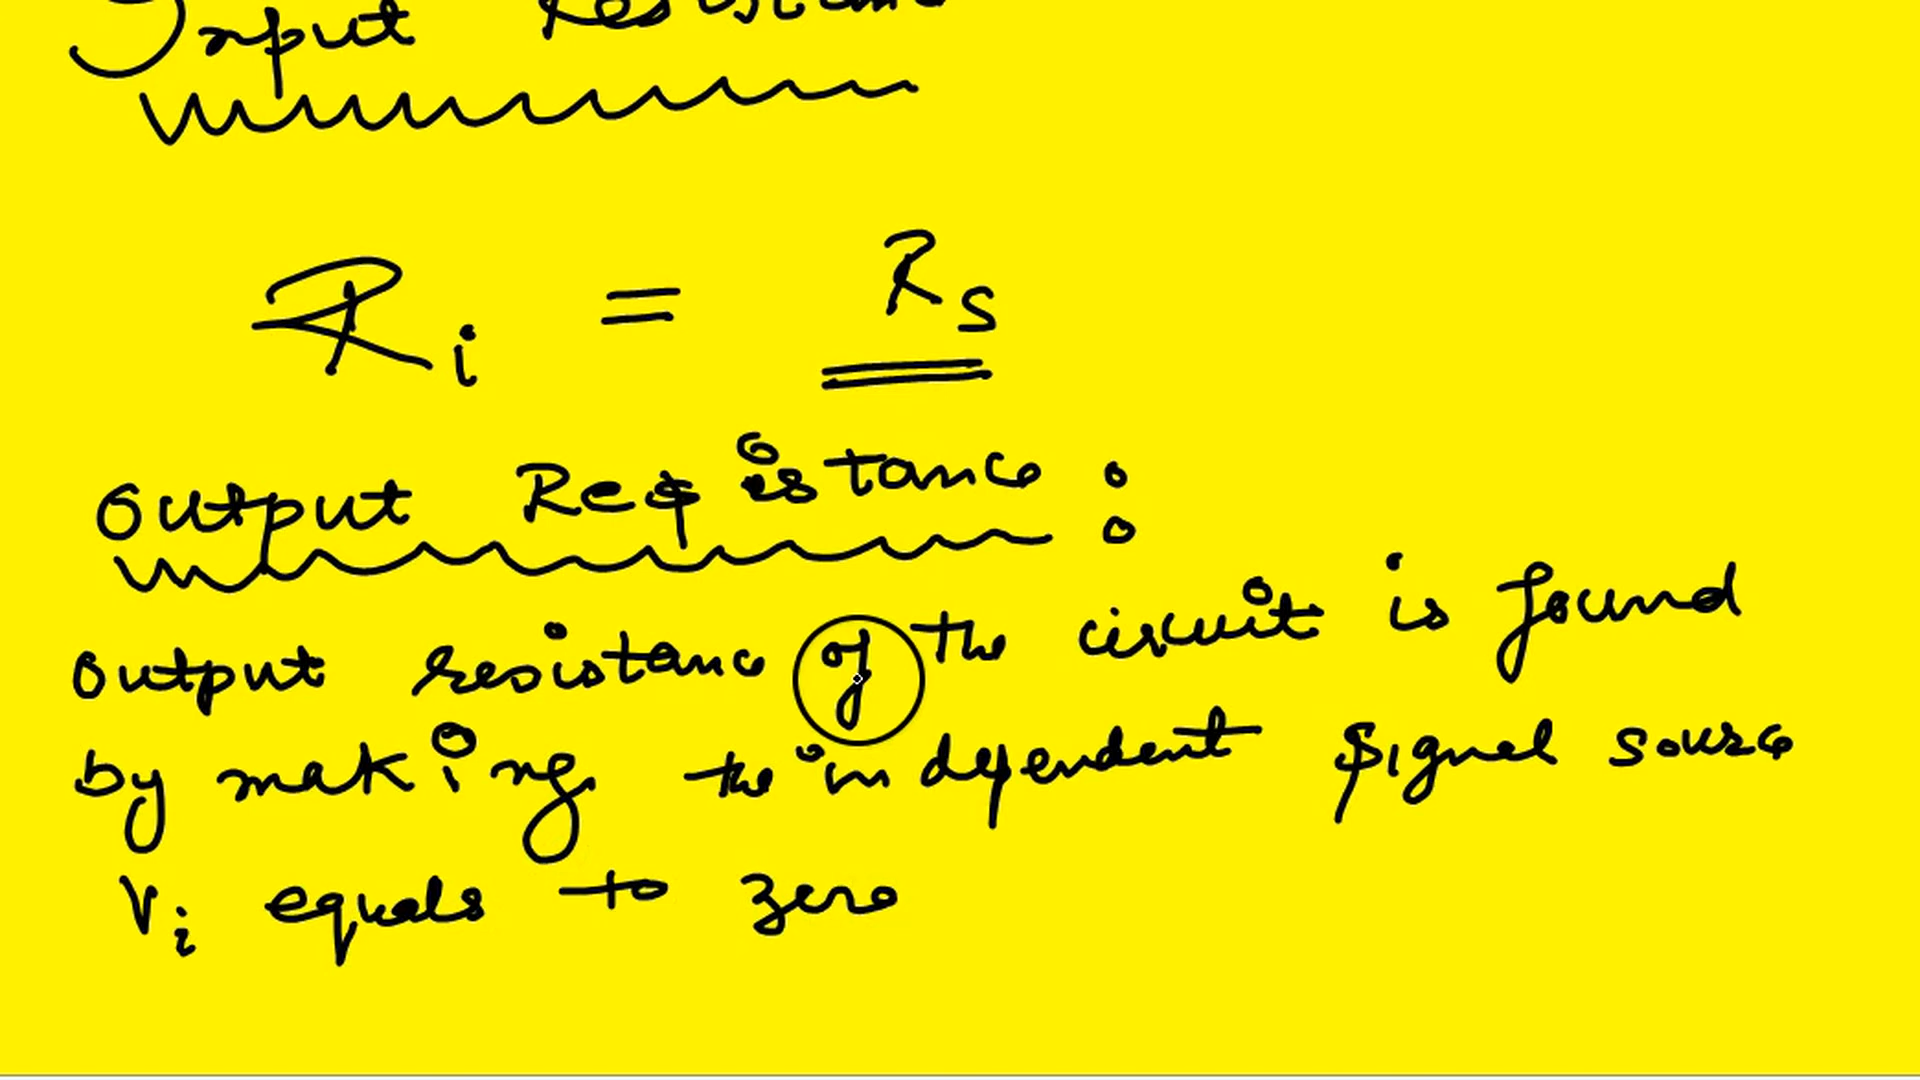 Input Resistance
Ri = Rs
Output Resistance :
Output resistance of the circuit is found
by making the independent signal source
Vi equals to zero